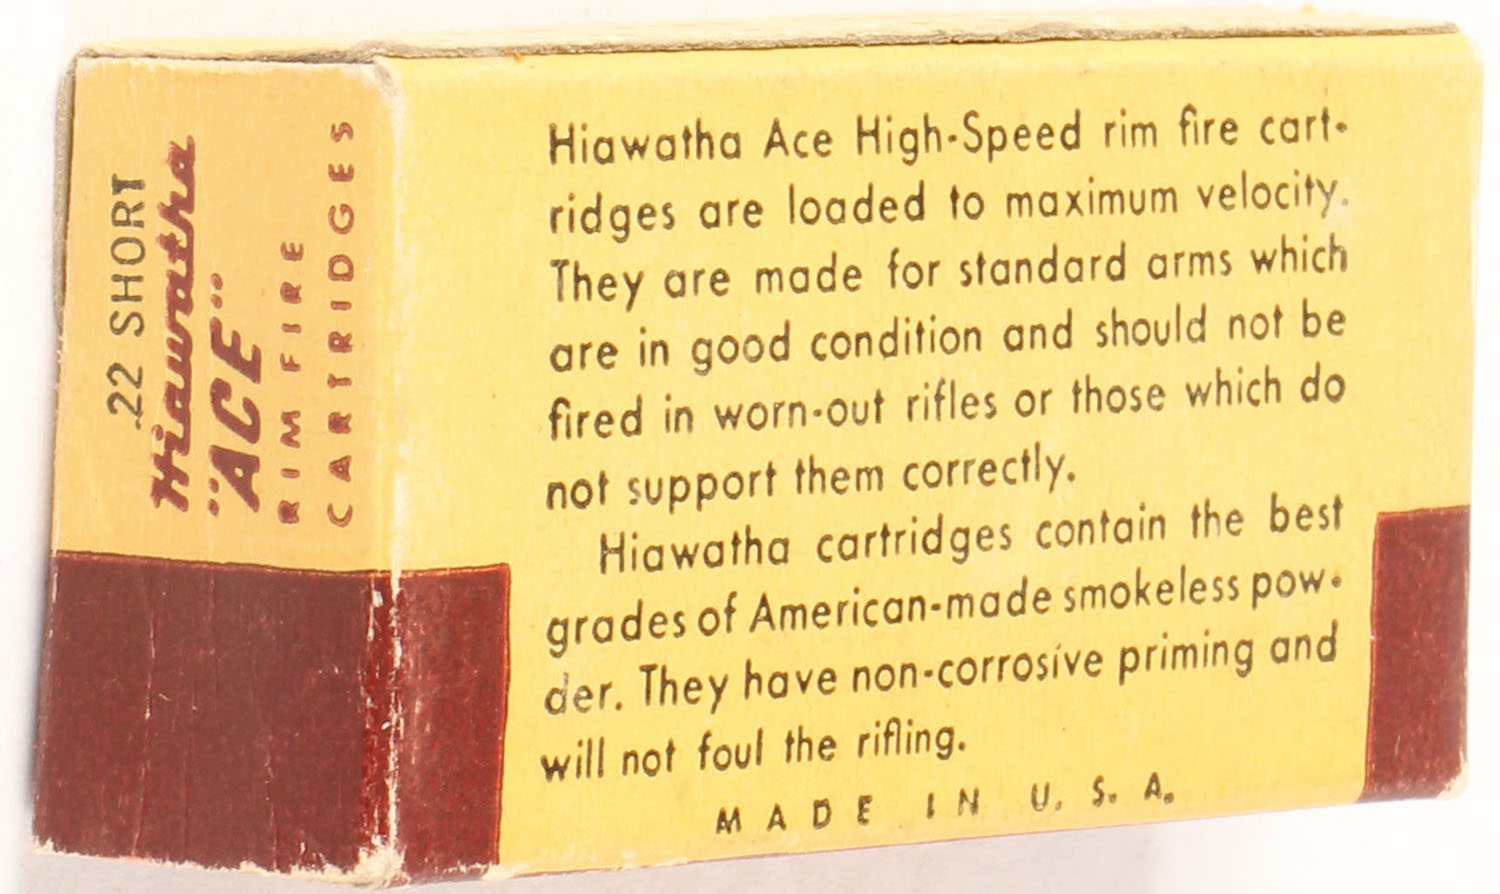 .22 SHORT
Hiawatha
"ACE"
RIM FIRE
CARTRIDGES
Hiawatha Ace High-Speed rim fire cart-
ridges are loaded to maximum velocity.
They are made for standard arms which
are in good condition and should not be
fired in worn-out rifles or those which do
not support them correctly.
Hiawatha cartridges contain the best
grades of American-made smokeless pow-
der. They have non-corrosive priming and
will not foul the rifling.
MADE IN U.S.A.